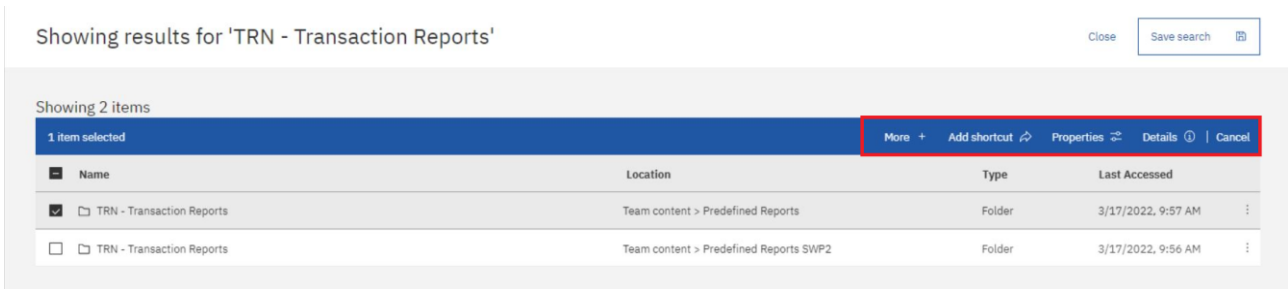 Showing results for 'TRN - Transaction Reports'
Close
Save search
Showing 2 items
1 item selected
More +
Add shortcut
Properties
Details
| Cancel
Name Location Type Last Accessed
TRN - Transaction Reports Team content > Predefined Reports Folder 3/17/2022, 9:57 AM
TRN - Transaction Reports Team content > Predefined Reports SWP2 Folder 3/17/2022, 9:56 AM